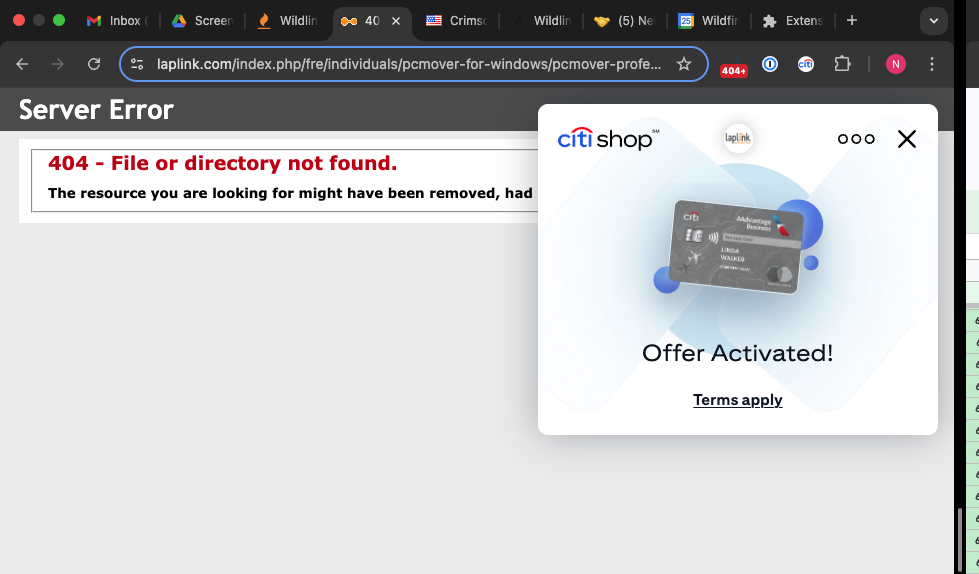 Inbox (
Screen
Wildlin
40
Crimso
Wildlin
(5) Ne
25
Wildfir
Extens
laplink.com/index.php/fre/individuals/pcmover-for-windows/pcmover-profe...
404+
citi
N
Server Error
404 - File or directory not found.
The resource you are looking for might have been removed, had
citi shop℠
laplink
citi
AAdvantage
Business
LINDA
WALKER
Offer Activated!
Terms apply